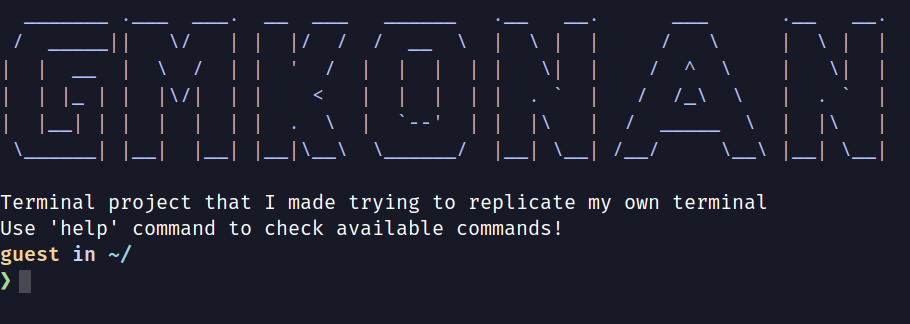 GMKONAN
Terminal project that I made trying to replicate my own terminal
Use 'help' command to check available commands!
guest in ~/
❯